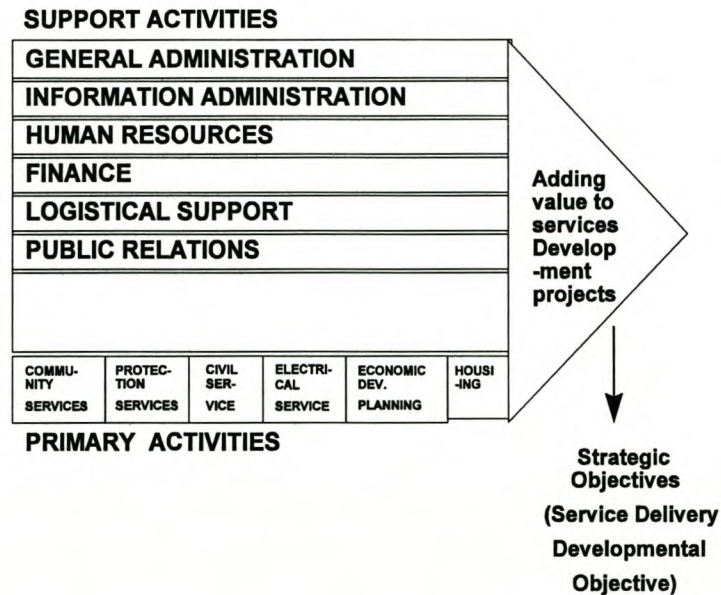 SUPPORT ACTIVITIES
GENERAL ADMINISTRATION
INFORMATION ADMINISTRATION
HUMAN RESOURCES
FINANCE
LOGISTICAL SUPPORT
PUBLIC RELATIONS
Adding
value to
services
Develop
-ment
projects
COMMU-
NITY
SERVICES
PROTEC-
TION
SERVICES
CIVIL
SER-
VICE
ELECTRI-
CAL
SERVICE
ECONOMIC
DEV.
PLANNING
HOUSI
-ING
PRIMARY ACTIVITIES
Strategic
Objectives
(Service Delivery
Developmental
Objective)